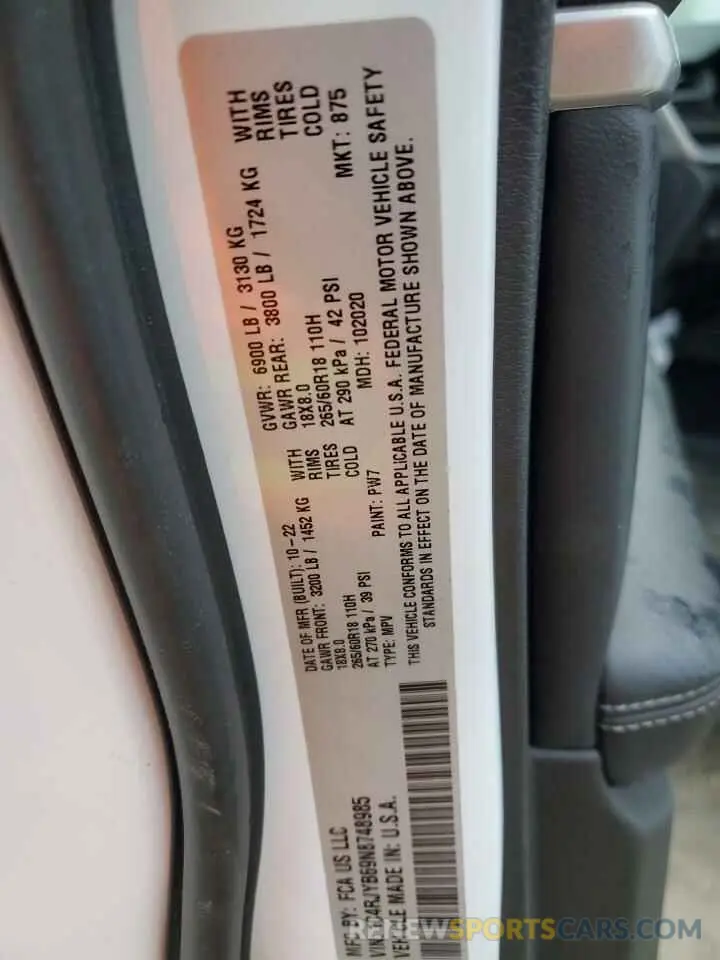 MFD BY: FCA US LLC
VIN C4RJYB69N8748985
VEHICLE MADE IN: U.S.A.
DATE OF MFR (BUILT): 10-22
GVWR: 6900 LB / 3130 KG
GAWR FRONT: 3200 LB / 1452 KG WITH
18X8.0 RIMS
265/60R18 110H TIRES
AT 270 kPa / 39 PSI COLD
GAWR REAR: 3800 LB / 1724 KG WITH
18X8.0 RIMS
265/60R18 110H TIRES
AT 290 kPa / 42 PSI COLD
TYPE: MPV PAINT: PW7 MDH: 102020 MKT: 875
THIS VEHICLE CONFORMS TO ALL APPLICABLE U.S.A. FEDERAL MOTOR VEHICLE SAFETY
STANDARDS IN EFFECT ON THE DATE OF MANUFACTURE SHOWN ABOVE.
RENEWSPORTSCARS.COM